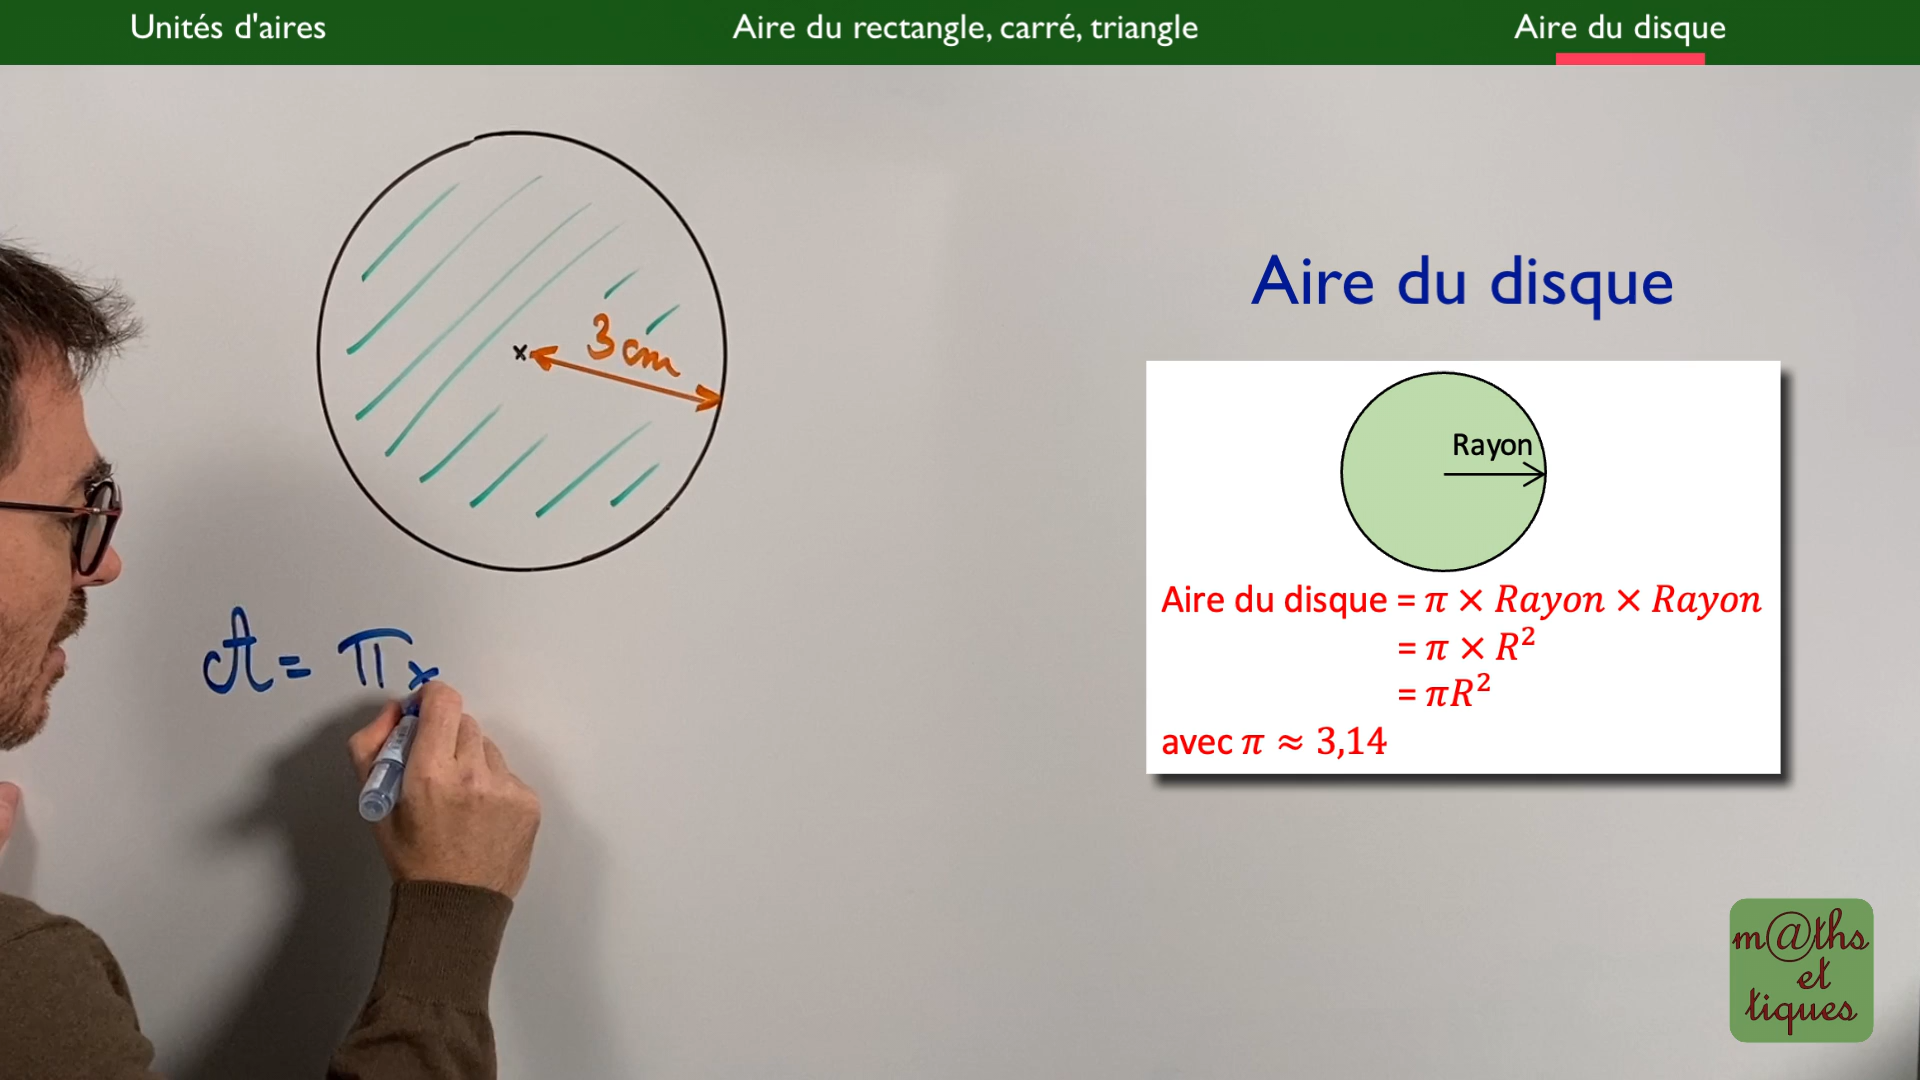 Unités d'aires
Aire du rectangle, carré, triangle
Aire du disque
3 cm
𝒜 = π ×
Aire du disque
Rayon
Aire du disque = π × Rayon × Rayon
= π × R²
= πR²
avec π ≈ 3,14
m@ths
et
tiques